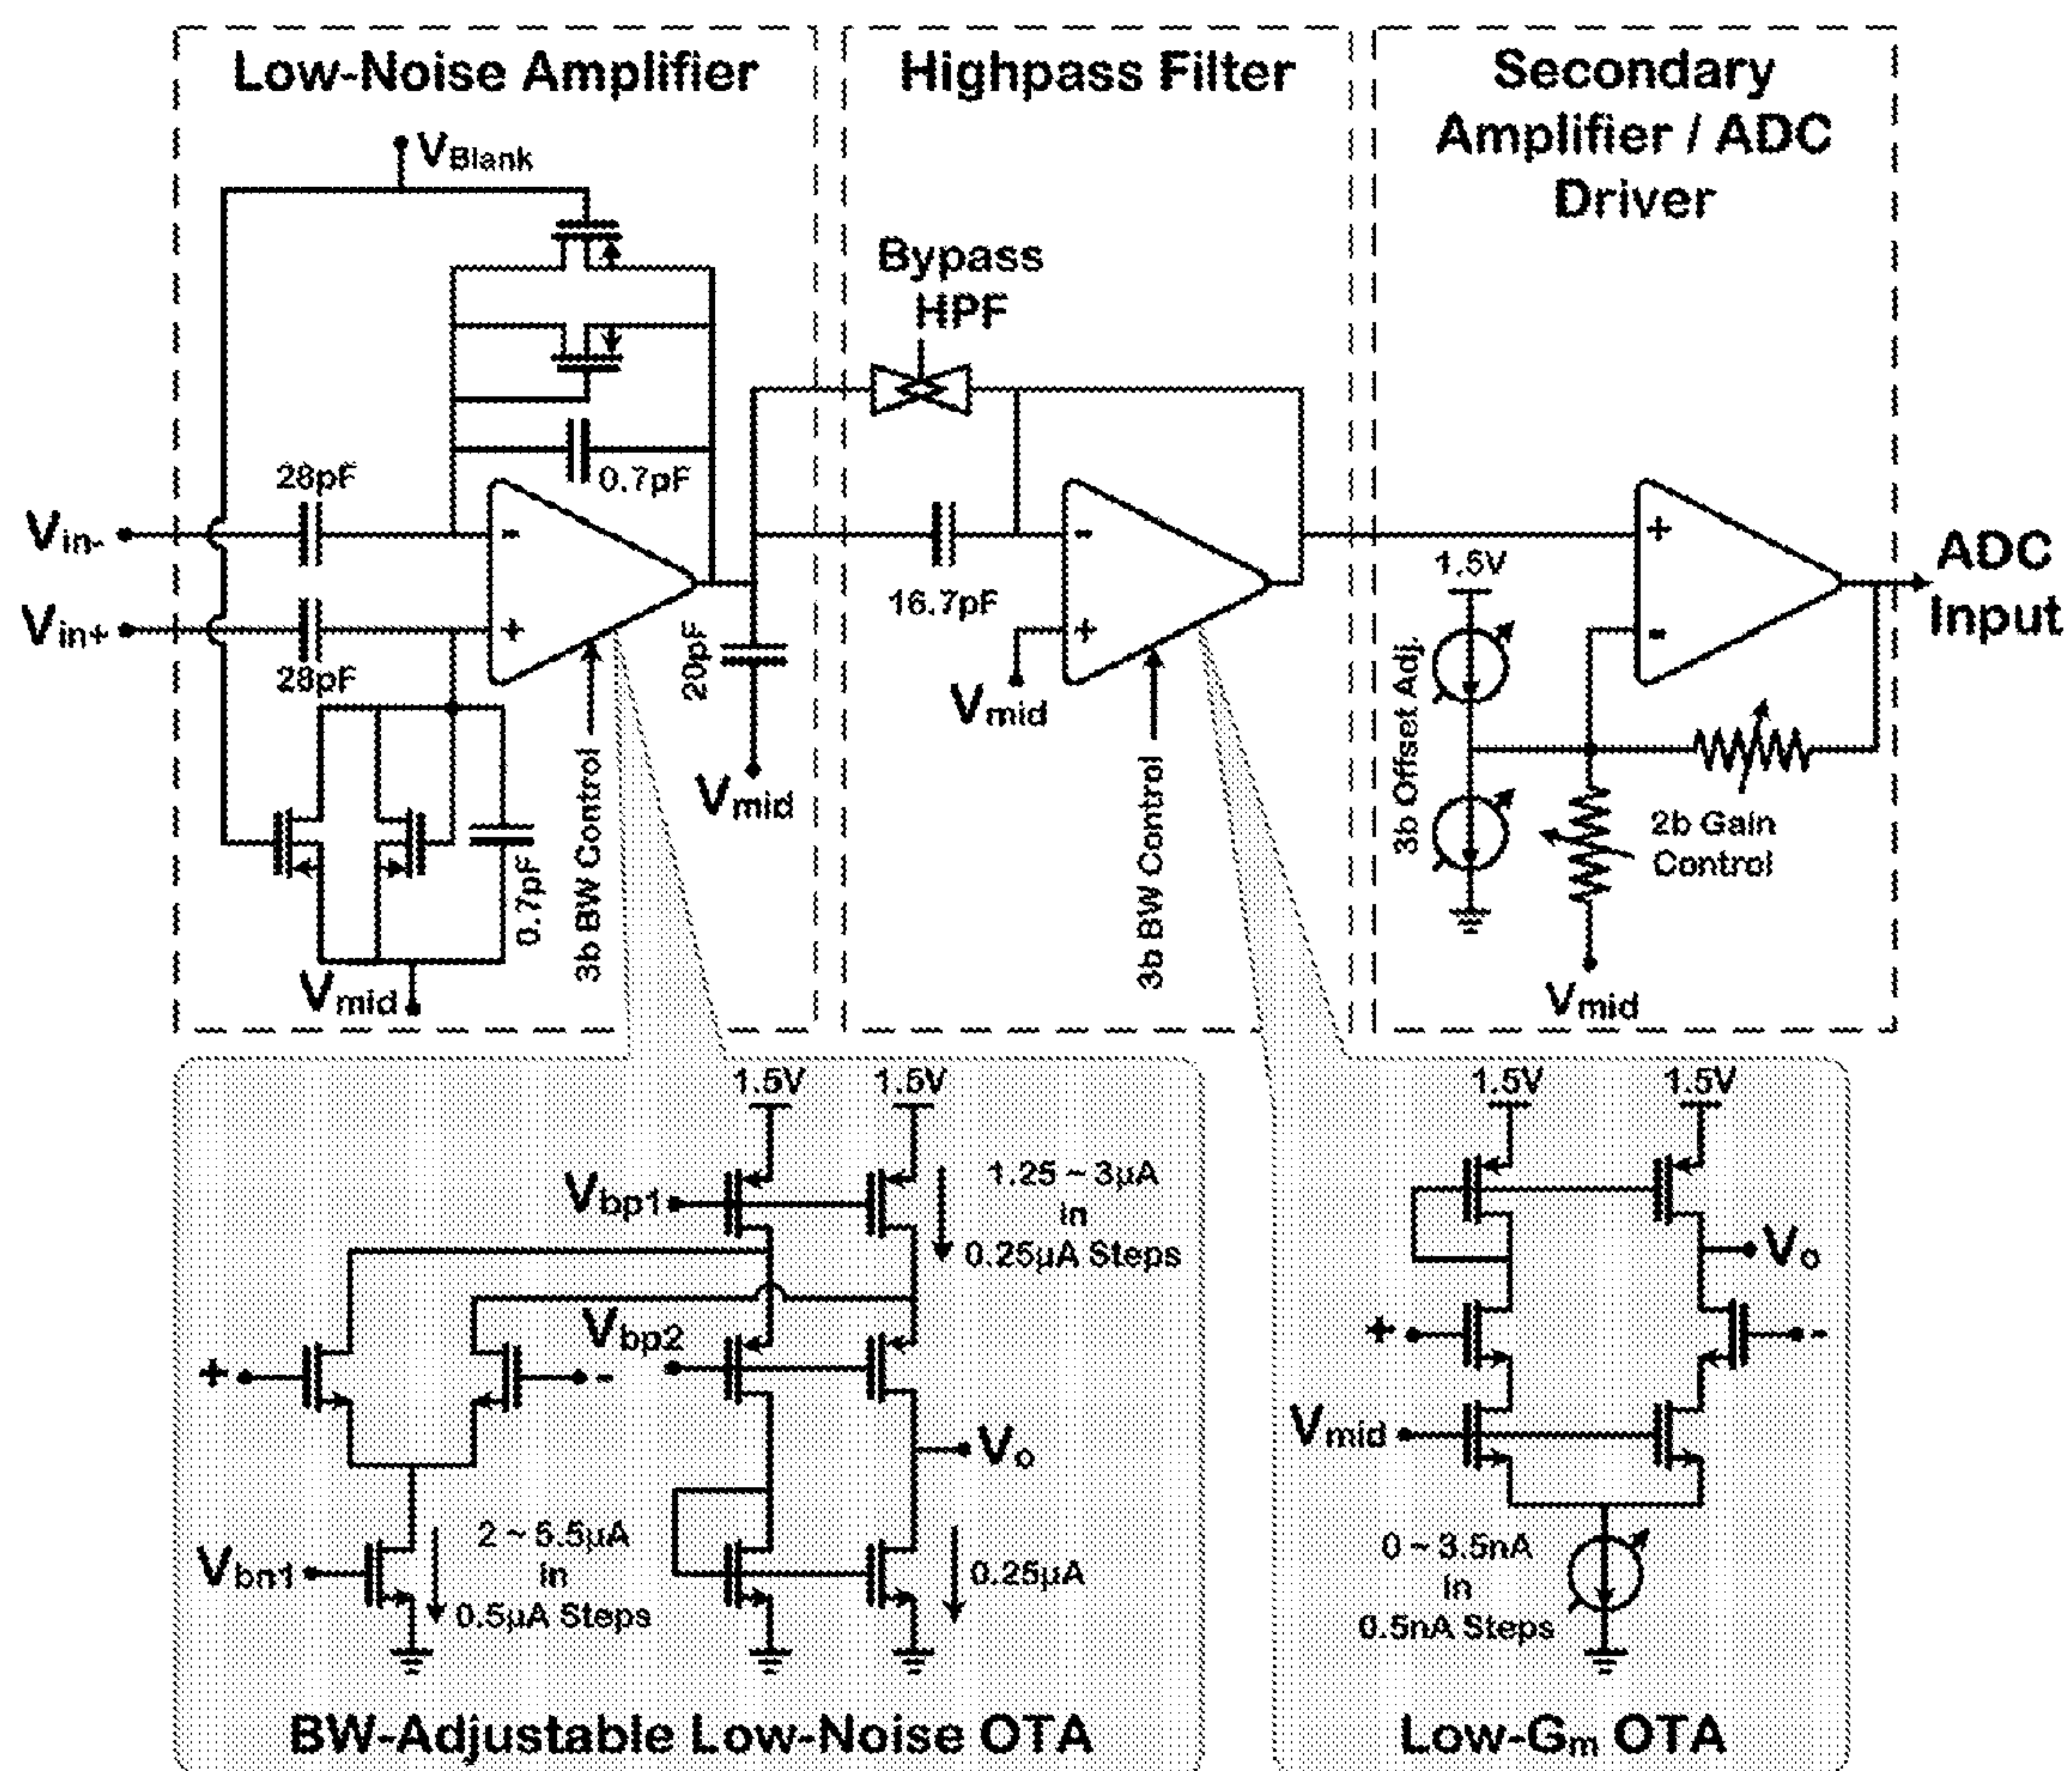 Low-Noise Amplifier
Highpass Filter
Secondary
Amplifier / ADC
Driver
VBlank
Bypass
HPF
28pF
0.7pF
Vin-
Vin+
28pF
16.7pF
20pF
Vmid
Vmid
1.5V
3b Offset Adj.
ADC
Input
2b Gain
Control
Vmid
0.7pF
3b BW Control
3b BW Control
Vmid
-
+
-
+
+
-
1.5V
1.5V
Vbp1
1.25 ~ 3µA
in
0.25µA Steps
Vbp2
+
-
Vo
Vbn1
2 ~ 5.5µA
in
0.5µA Steps
0.25µA
BW-Adjustable Low-Noise OTA
1.5V
1.5V
Vo
+
-
Vmid
0 ~ 3.5nA
in
0.5nA Steps
Low-Gm OTA